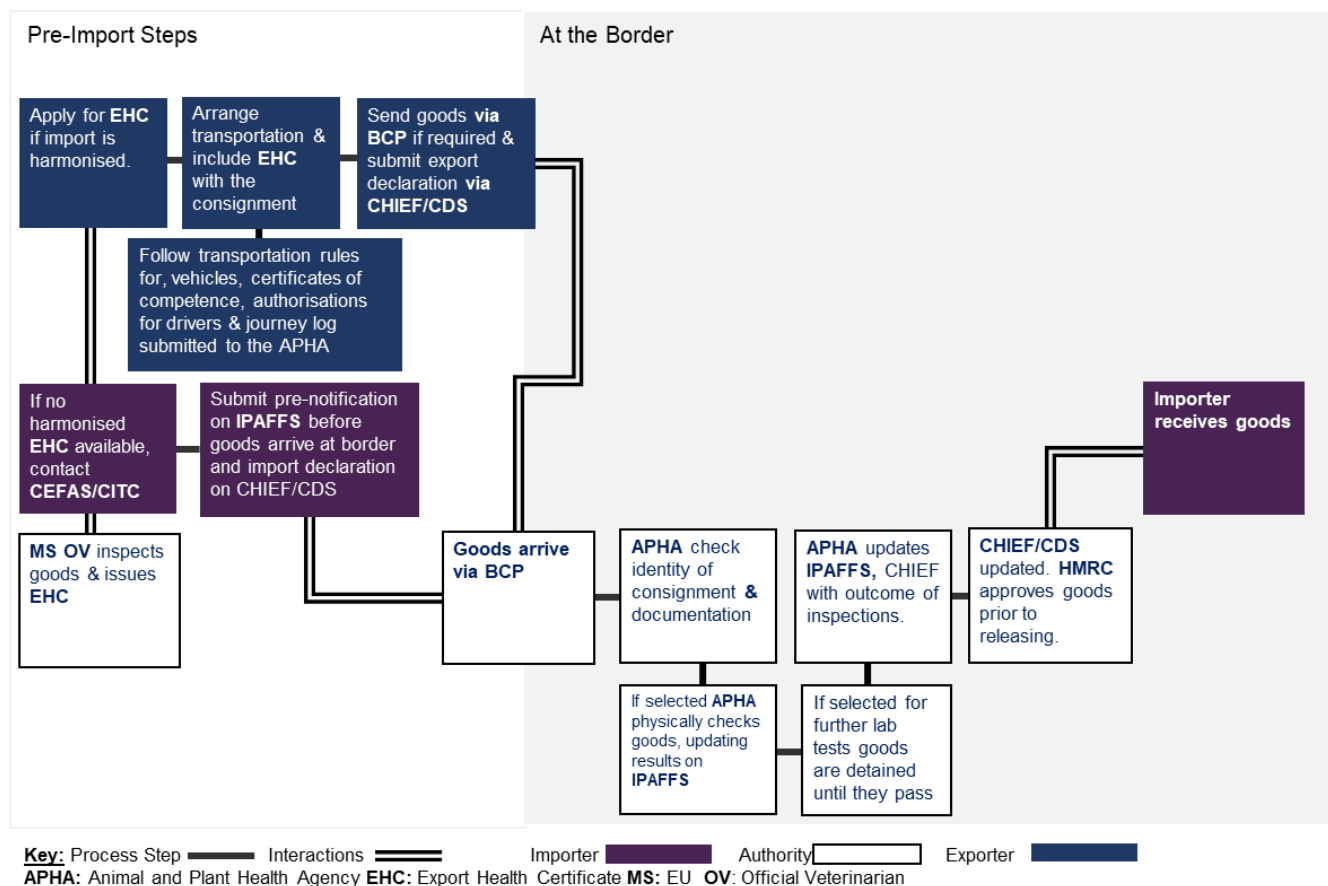 Pre-Import Steps
At the Border
Apply for EHC
if import is
harmonised.
Arrange
transportation &
include EHC
with the
consignment
Send goods via
BCP if required &
submit export
declaration via
CHIEF/CDS
Follow transportation rules
for, vehicles, certificates of
competence, authorisations
for drivers & journey log
submitted to the APHA
If no
harmonised
EHC available,
contact
CEFAS/CITC
Submit pre-notification
on IPAFFS before
goods arrive at border
and import declaration
on CHIEF/CDS
Importer
receives goods
MS OV inspects
goods & issues
EHC
Goods arrive
via BCP
APHA check
identity of
consignment &
documentation
APHA updates
IPAFFS, CHIEF
with outcome of
inspections.
CHIEF/CDS
updated. HMRC
approves goods
prior to
releasing.
If selected APHA
physically checks
goods, updating
results on
IPAFFS
If selected for
further lab
tests goods
are detained
until they pass
Key: Process Step Interactions Importer Authority Exporter
APHA: Animal and Plant Health Agency EHC: Export Health Certificate MS: EU OV: Official Veterinarian